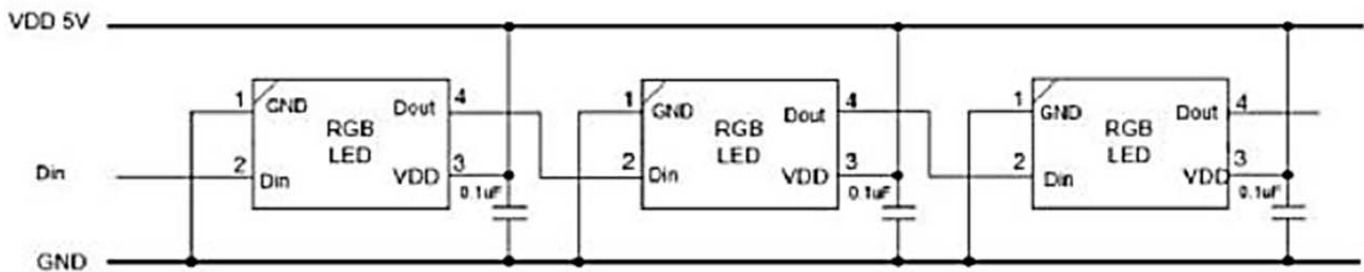 VDD 5V
1 GND Dout 4
RGB
LED
2 Din VDD 3
0.1uF
1 GND Dout 4
RGB
LED
2 Din VDD 3
0.1uF
1 GND Dout 4
RGB
LED
2 Din VDD 3
0.1uF
Din
GND